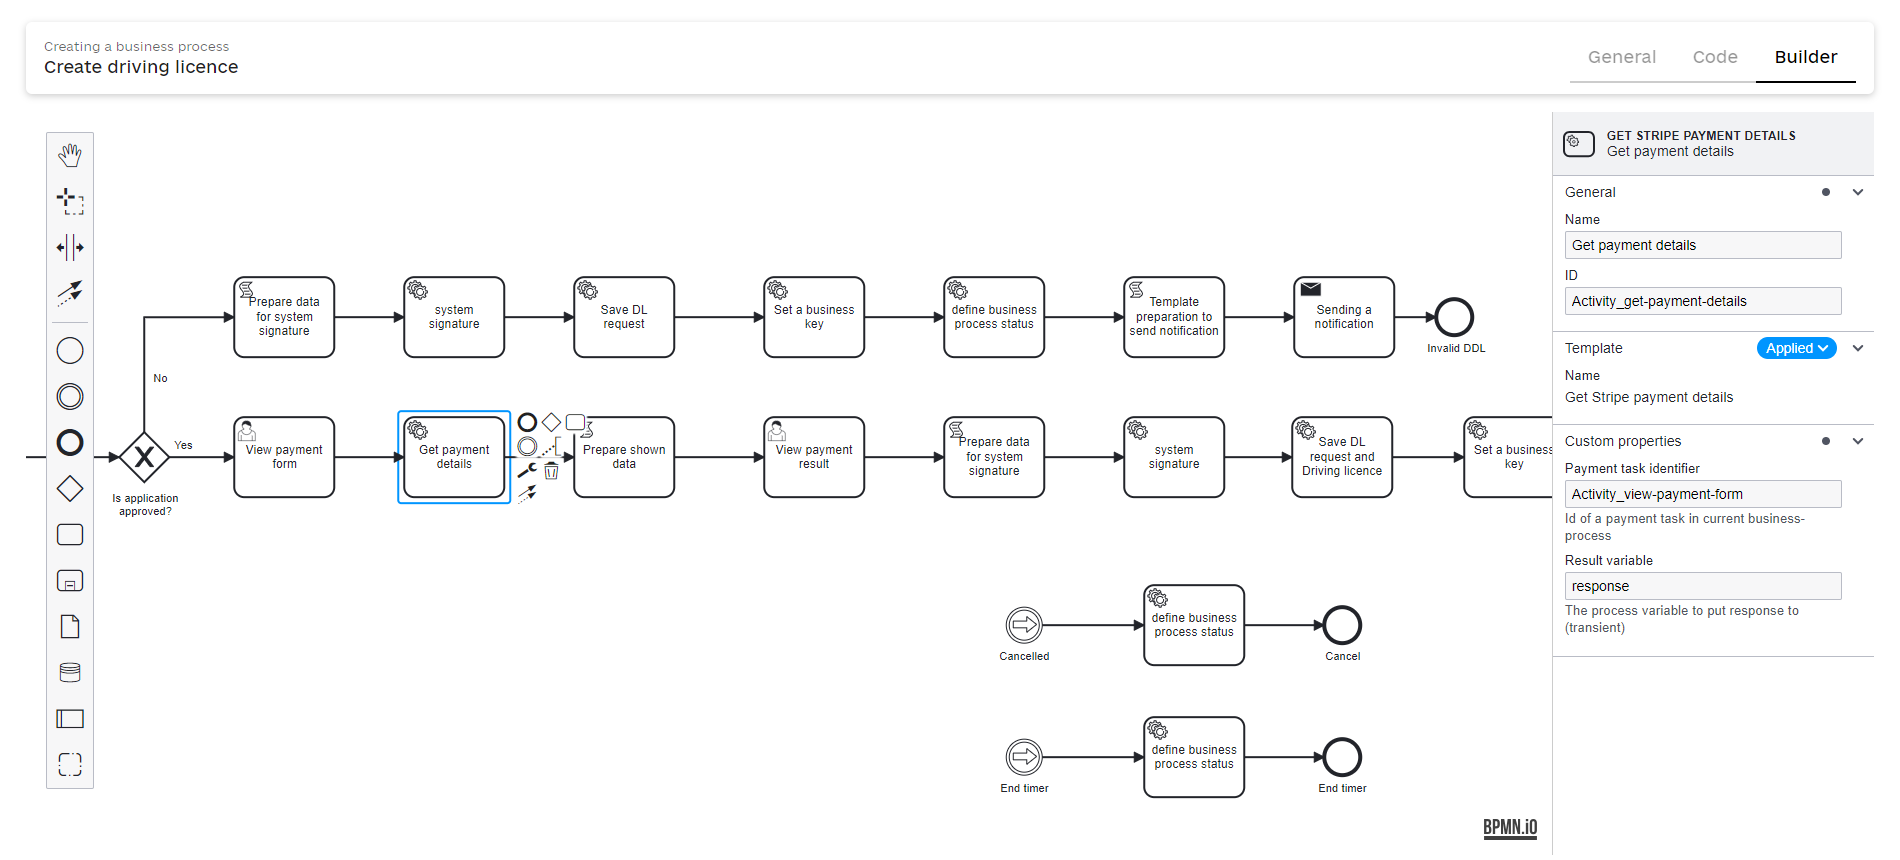 Creating a business process
Create driving licence
General
Code
Builder
Prepare data
for system
signature
system
signature
Save DL
request
Set a business
key
define business
process status
Template
preparation to
send notification
Sending a
notification
Invalid DDL
No
Yes
Is application
approved?
View payment
form
Get payment
details
Prepare shown
data
View payment
result
Prepare data
for system
signature
system
signature
Save DL
request and
Driving licence
Set a business
key
Cancelled
define business
process status
Cancel
End timer
define business
process status
End timer
BPMN.iO
GET STRIPE PAYMENT DETAILS
Get payment details
General
Name
Get payment details
ID
Activity_get-payment-details
Template
Applied
Name
Get Stripe payment details
Custom properties
Payment task identifier
Activity_view-payment-form
Id of a payment task in current business-
process
Result variable
response
The process variable to put response to
(transient)